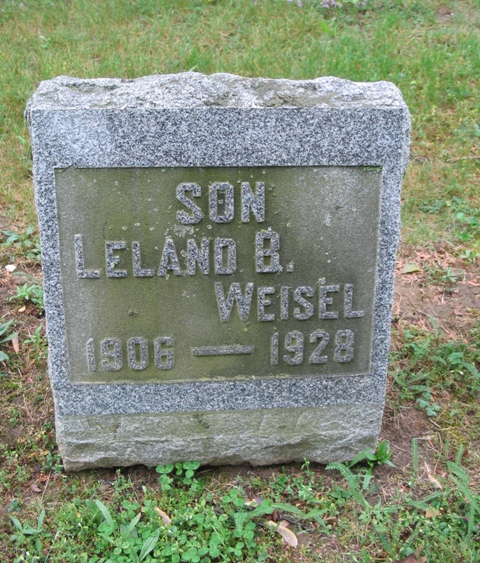 SON
LELAND B.
WEISEL
1906 — 1928